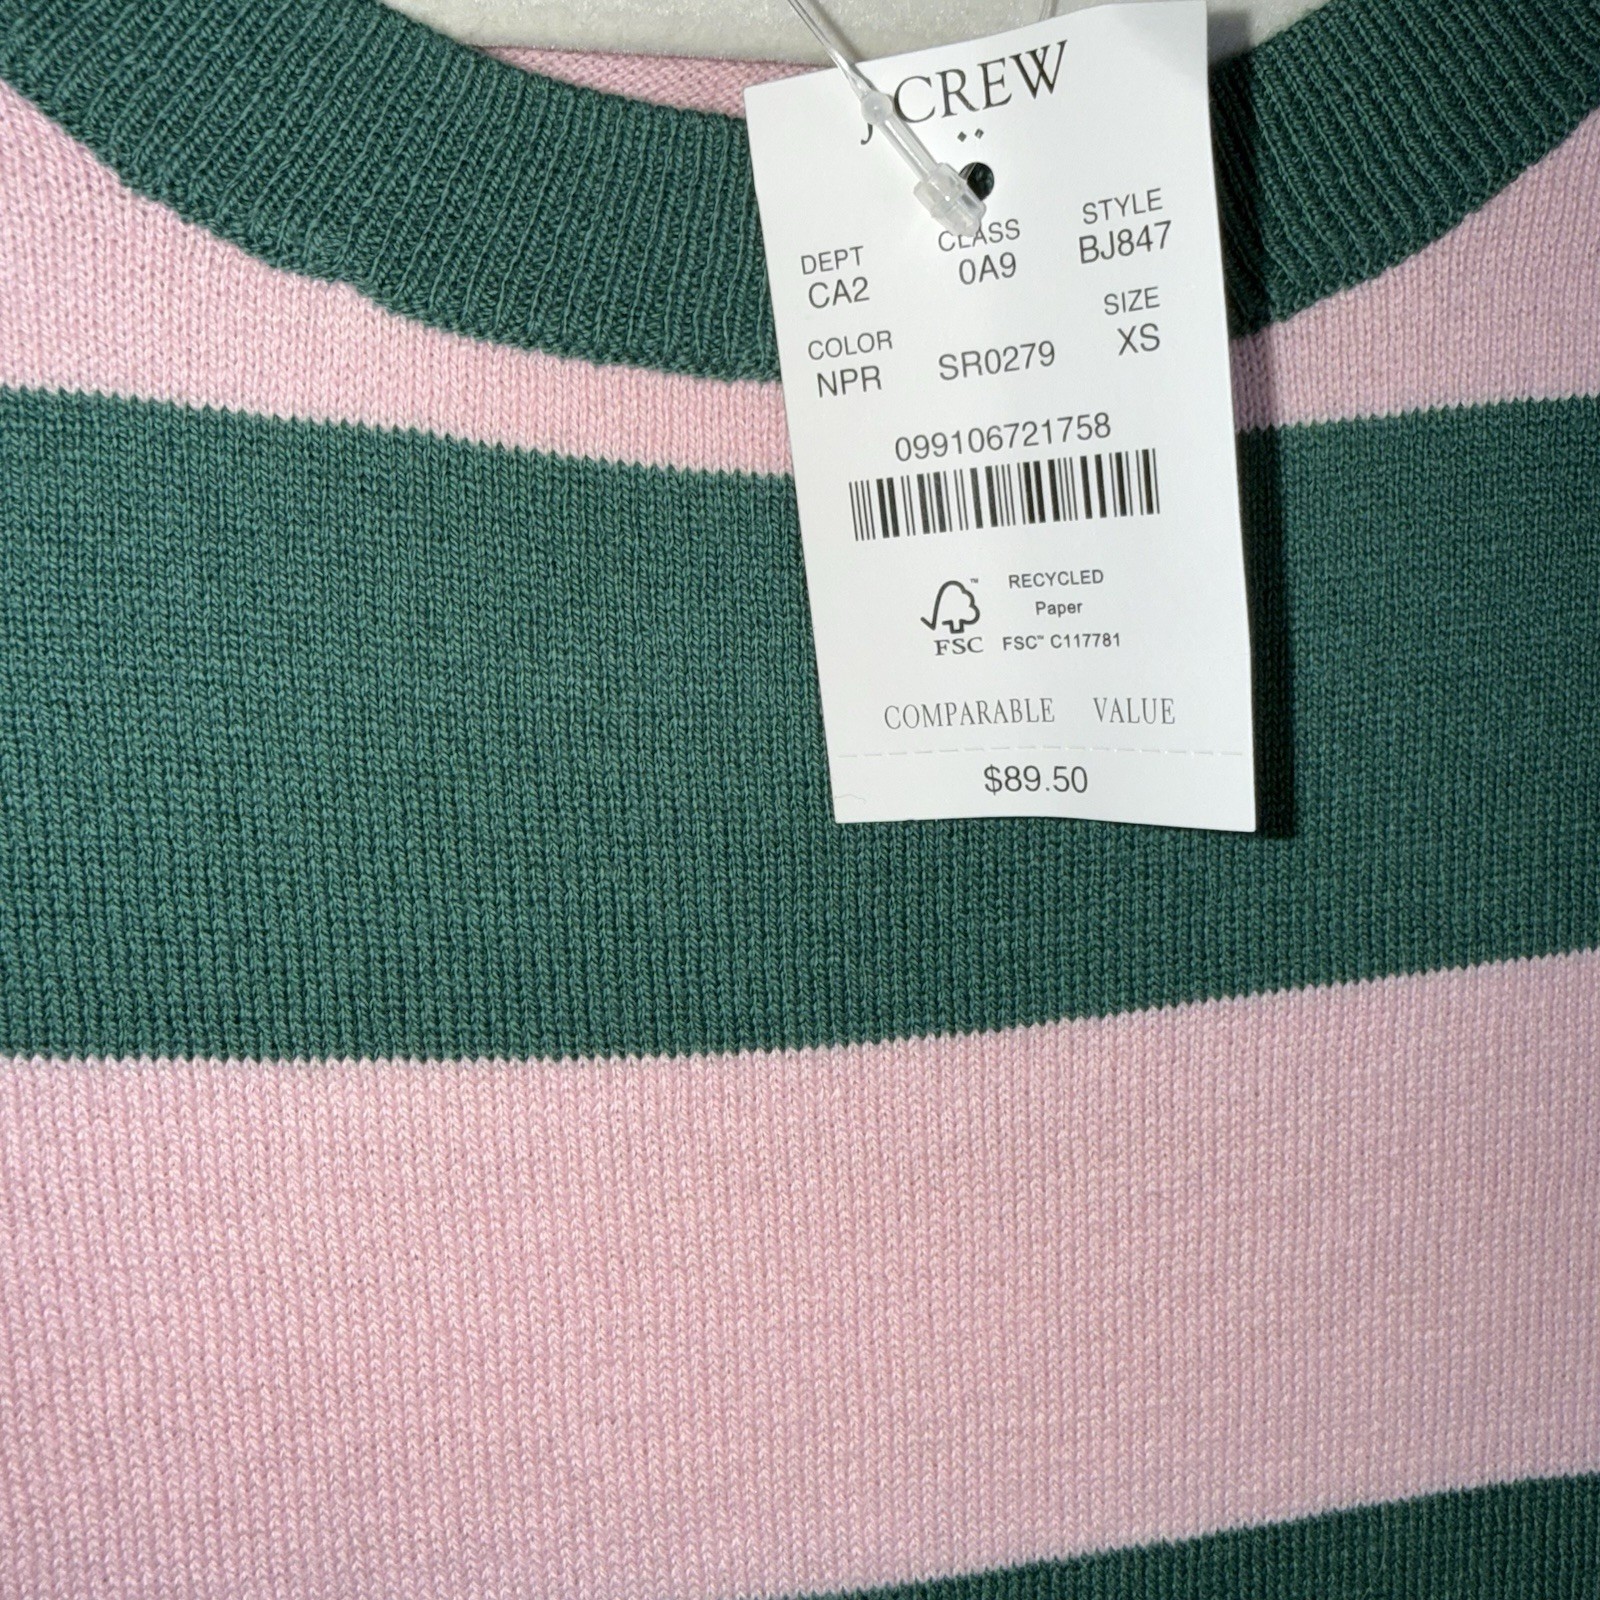 J.CREW
DEPT CLASS STYLE
CA2 0A9 BJ847
COLOR SIZE
NPR SR0279 XS
099106721758
RECYCLED
Paper
FSC FSC™ C117781
COMPARABLE VALUE
$89.50